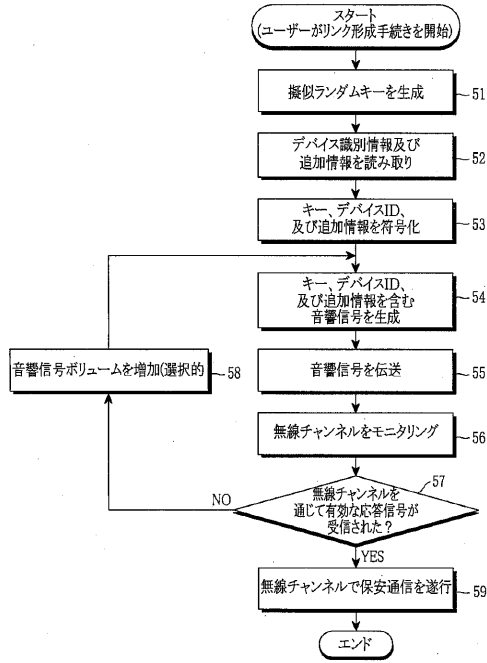 スタート
(ユーザーがリンク形成手続きを開始)
擬似ランダムキーを生成
51
デバイス識別情報及び
追加情報を読み取り
52
キー、デバイスID、
及び追加情報を符号化
53
キー、デバイスID、
及び追加情報を含む
音響信号を生成
54
音響信号ボリュームを増加(選択的
58
音響信号を伝送
55
無線チャンネルをモニタリング
56
57
無線チャンネルを
通じて有効な応答信号が
受信された?
NO
YES
無線チャンネルで保安通信を遂行
59
エンド